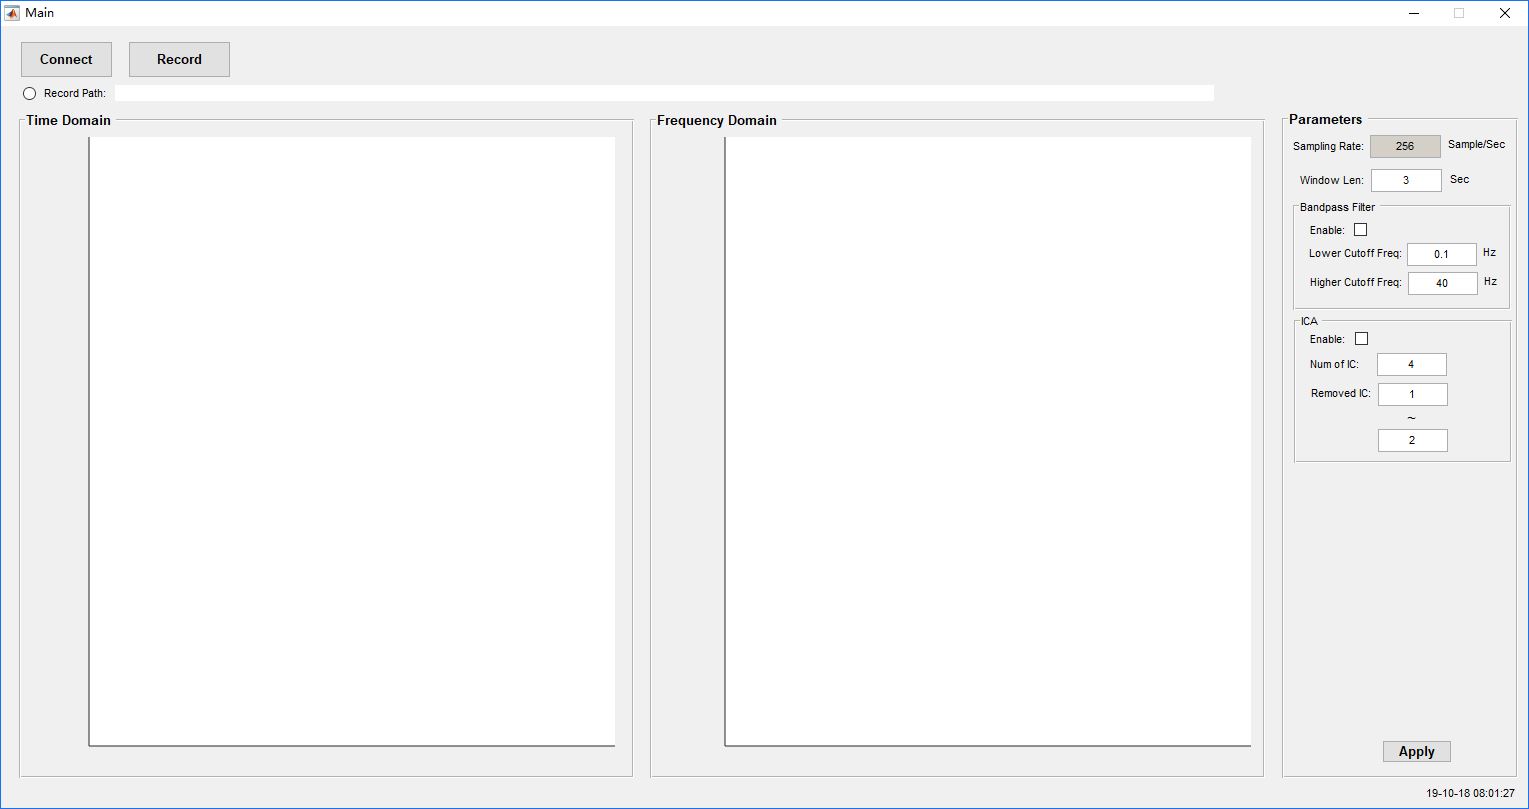 Main
Connect Record
Record Path:
Time Domain
Frequency Domain
Parameters
Sampling Rate: 256 Sample/Sec
Window Len: 3 Sec
Bandpass Filter
Enable:
Lower Cutoff Freq: 0.1 Hz
Higher Cutoff Freq: 40 Hz
ICA
Enable:
Num of IC: 4
Removed IC: 1
~
2
Apply
19-10-18 08:01:27